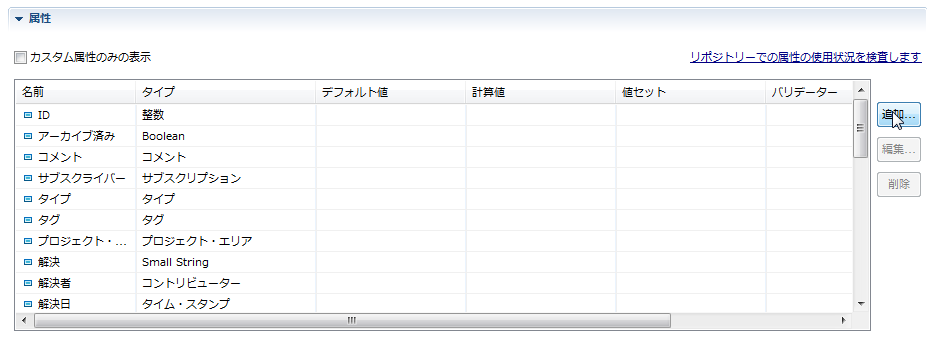 属性
カスタム属性のみの表示
リポジトリーでの属性の使用状況を検査します
名前 タイプ デフォルト値 計算値 値セット バリデーター
ID 整数
アーカイブ済み Boolean
コメント コメント
サブスクライバー サブスクリプション
タイプ タイプ
タグ タグ
プロジェクト・... プロジェクト・エリア
解決 Small String
解決者 コントリビューター
解決日 タイム・スタンプ
追加...
編集...
削除